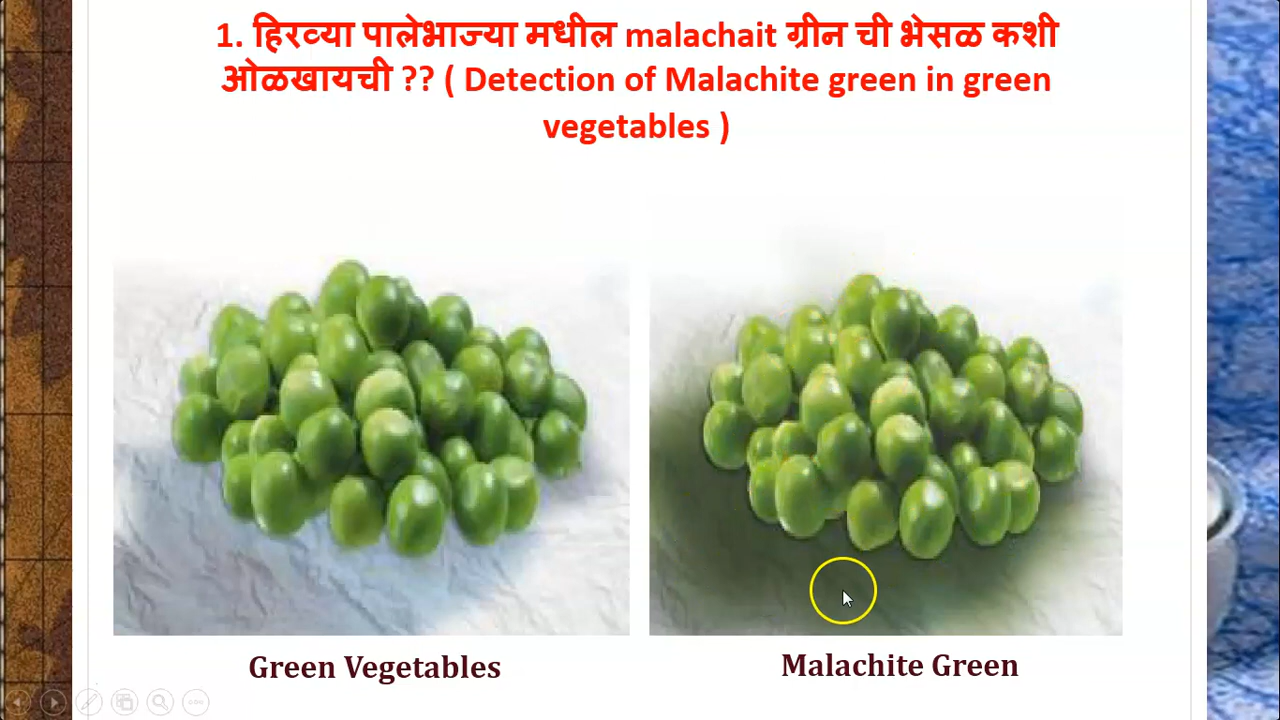 1. हिरव्या पालेभाज्या मधील malachait ग्रीन ची भेसळ कशी
ओळखायची ?? ( Detection of Malachite green in green
vegetables )
Green Vegetables
Malachite Green